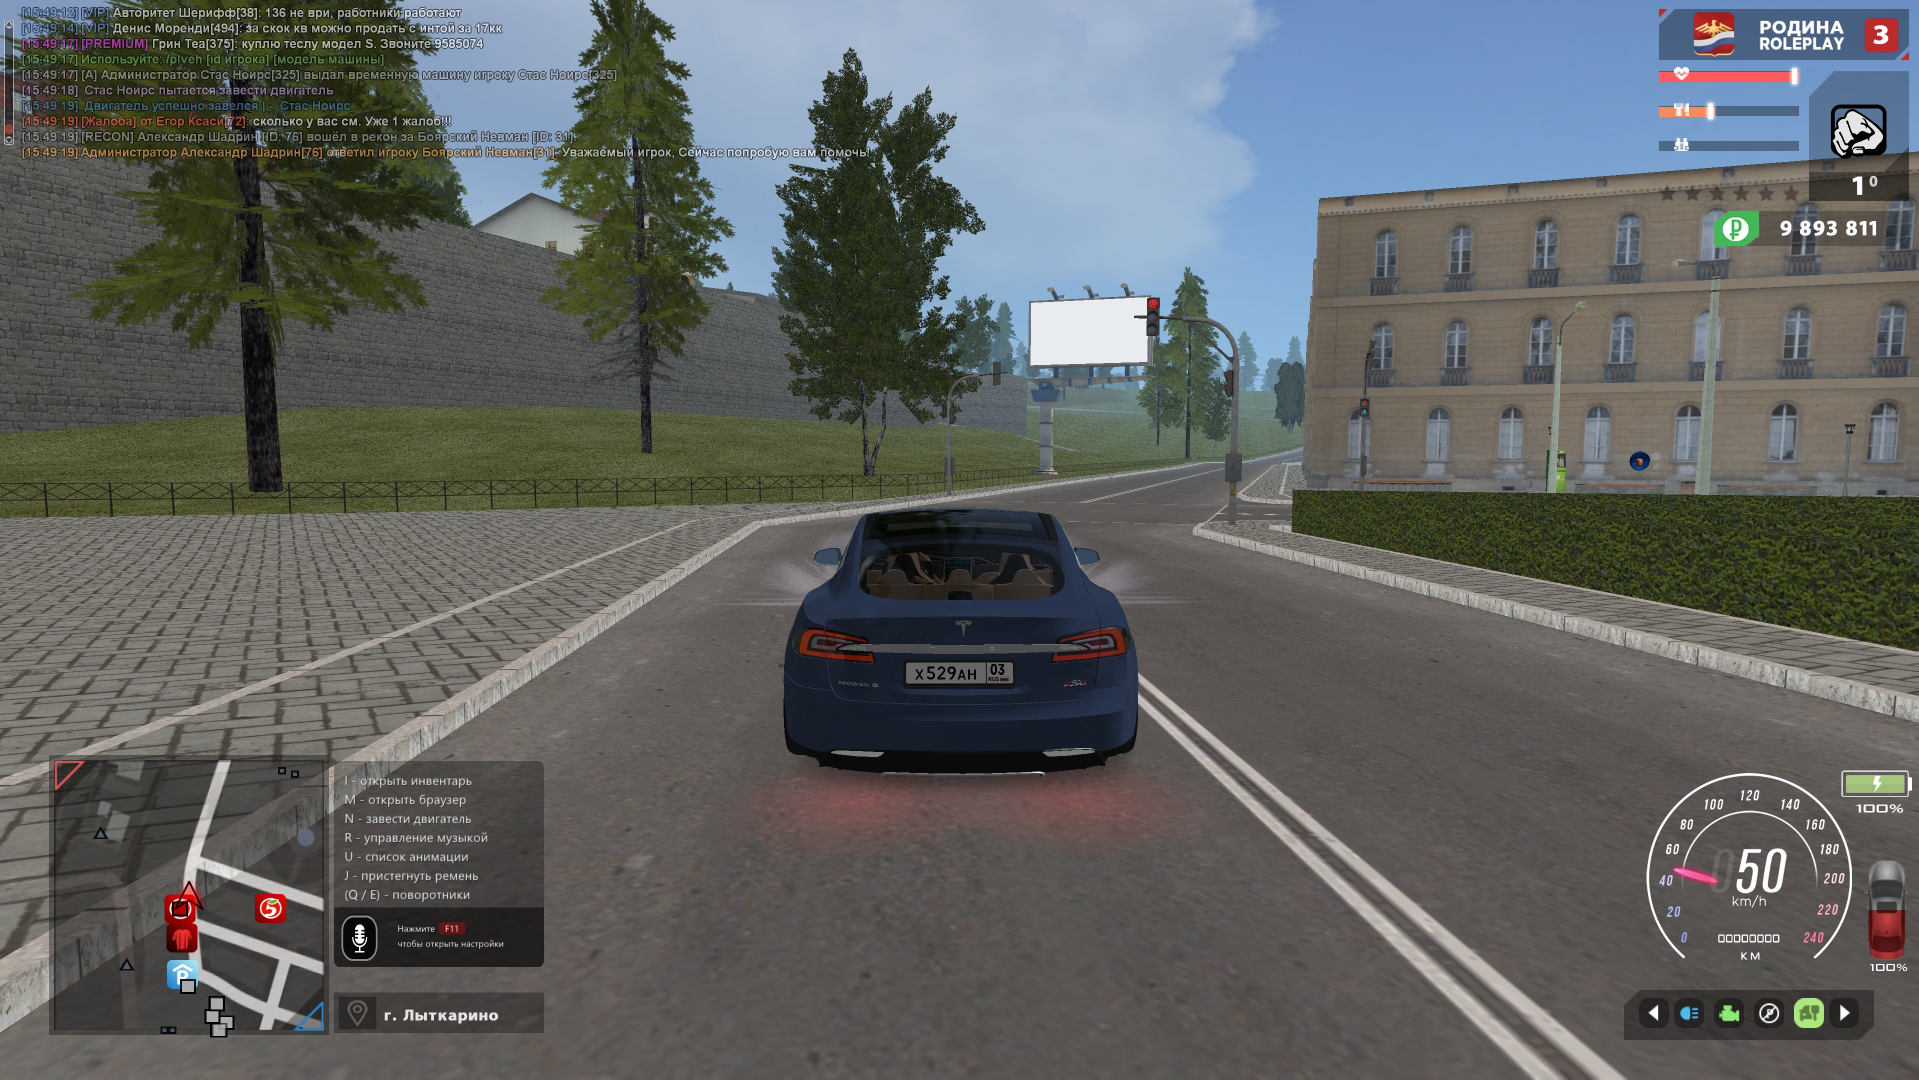 [15:49:12] [VIP] Авторитет Шерифф[38]: 136 не ври, работники работают
[15:49:14] [VIP] Денис Моренди[494]: за скок кв можно продать с интой за 17кк
[15:49:17] [PREMIUM] Грин Теа[375]: куплю теслу модел S. Звоните 9585074
[15:49:17] Используйте: /plveh [id игрока] [модель машины]
[15:49:17] [A] Администратор Стас Ноирс[325] выдал временную машину игроку Стас Ноирс[325]
[15:49:18] Стас Ноирс пытается завести двигатель
[15:49:19] Двигатель успешно завелся | - Стас Ноирс
[15:49:19] [Жалоба] от Егор Ксаси[72]: сколько у вас см. Уже 1 жалоб!!!
[15:49:19] [RECON] Александр Шадрин [ID: 76] вошёл в рекон за Боярский Невман [ID: 31]
[15:49:19] Администратор Александр Шадрин[76] ответил игроку Боярский Невман[31]: Уважаемый игрок, Сейчас попробую вам помочь!
РОДИНА
ROLEPLAY
3
1 0
9 893 811
Х529АН 03
RUS
I - открыть инвентарь
M - открыть браузер
N - завести двигатель
R - управление музыкой
U - список анимации
J - пристегнуть ремень
(Q / E) - поворотники
Нажмите F11
чтобы открыть настройки
г. Лыткарино
5
P
0
20
40
60
80
100
120
140
160
180
200
220
240
050
km/h
00000000
КМ
100%
100%